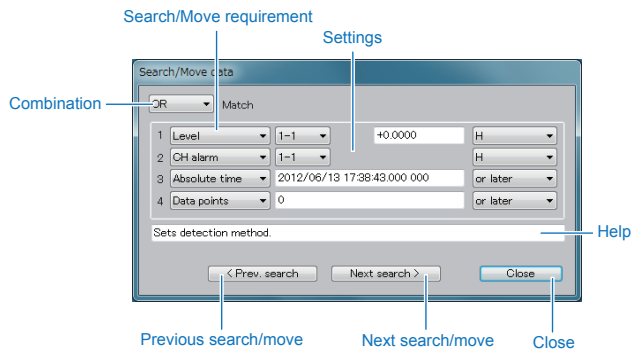 Search/Move requirement
Settings
Search/Move data
Combination
OR Match
1 Level 1-1 +0.0000 H
2 CH alarm 1-1 H
3 Absolute time 2012/06/13 17:38:43.000 000 or later
4 Data points 0 or later
Sets detection method.
Help
< Prev. search Next search > Close
Previous search/move Next search/move Close